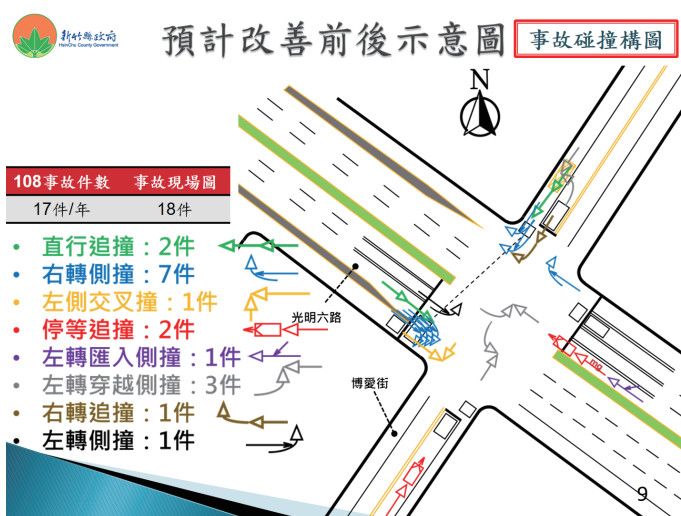 新竹縣政府
Hsinchu County Government
預計改善前後示意圖
事故碰撞構圖
N
108事故件數 事故現場圖
17件/年 18件
• 直行追撞：2件
• 右轉側撞：7件
• 左側交叉撞：1件
• 停等追撞：2件
• 左轉匯入側撞：1件
• 左轉穿越側撞：3件
• 右轉追撞：1件
• 左轉側撞：1件
光明六路
博愛街
9